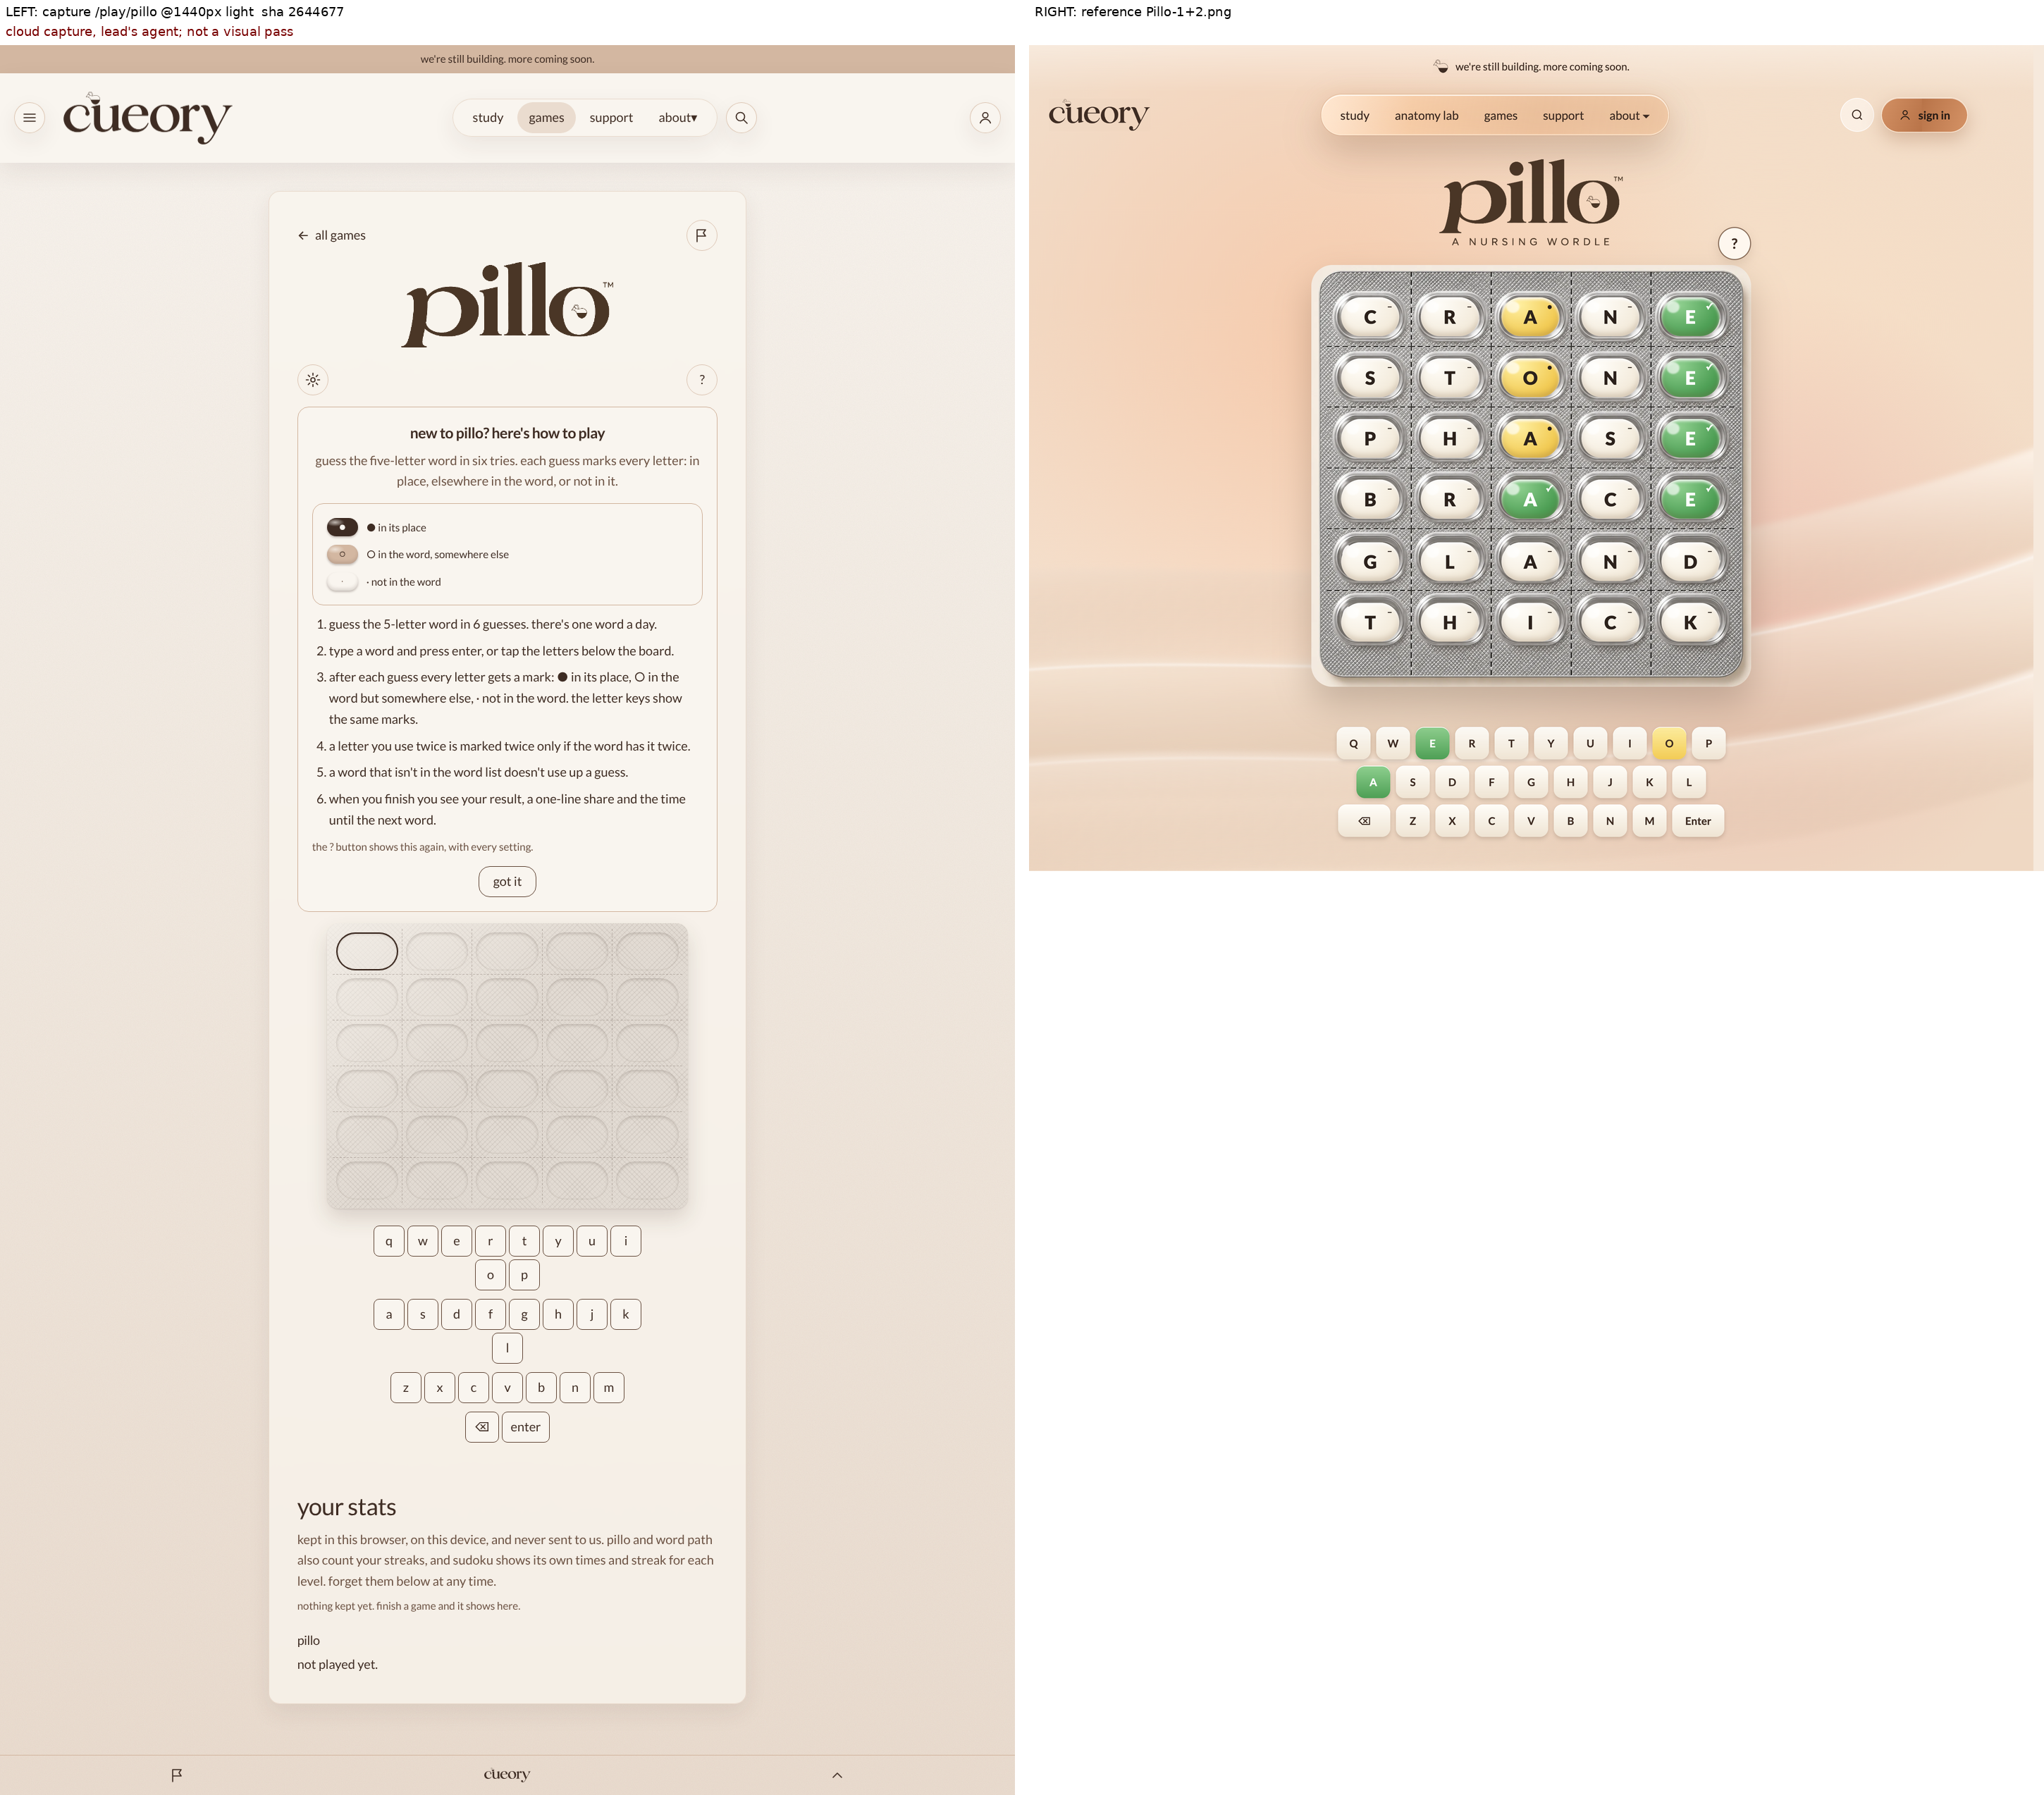 LEFT: capture /play/pillo @1440px light  sha 2644677
cloud capture, lead's agent; not a visual pass
we're still building. more coming soon.
cueory
study games support about▾
← all games
pillo™
?
new to pillo? here's how to play
guess the five-letter word in six tries. each guess marks every letter: in
place, elsewhere in the word, or not in it.
● in its place
○ in the word, somewhere else
· not in the word
1. guess the 5-letter word in 6 guesses. there's one word a day.
2. type a word and press enter, or tap the letters below the board.
3. after each guess every letter gets a mark: ● in its place, ○ in the
word but somewhere else, · not in the word. the letter keys show
the same marks.
4. a letter you use twice is marked twice only if the word has it twice.
5. a word that isn't in the word list doesn't use up a guess.
6. when you finish you see your result, a one-line share and the time
until the next word.
the ? button shows this again, with every setting.
got it
q w e r t y u i
o p
a s d f g h j k
l
z x c v b n m
⌫ enter
your stats
kept in this browser, on this device, and never sent to us. pillo and word path
also count your streaks, and sudoku shows its own times and streak for each
level. forget them below at any time.
nothing kept yet. finish a game and it shows here.
pillo
not played yet.
cueory
RIGHT: reference Pillo-1+2.png
we're still building. more coming soon.
cueory
study anatomy lab games support about ▾
sign in
pillo™
A NURSING WORDLE
?
C R A N E
S T O N E
P H A S E
B R A C E
G L A N D
T H I C K
Q W E R T Y U I O P
A S D F G H J K L
⌫ Z X C V B N M Enter